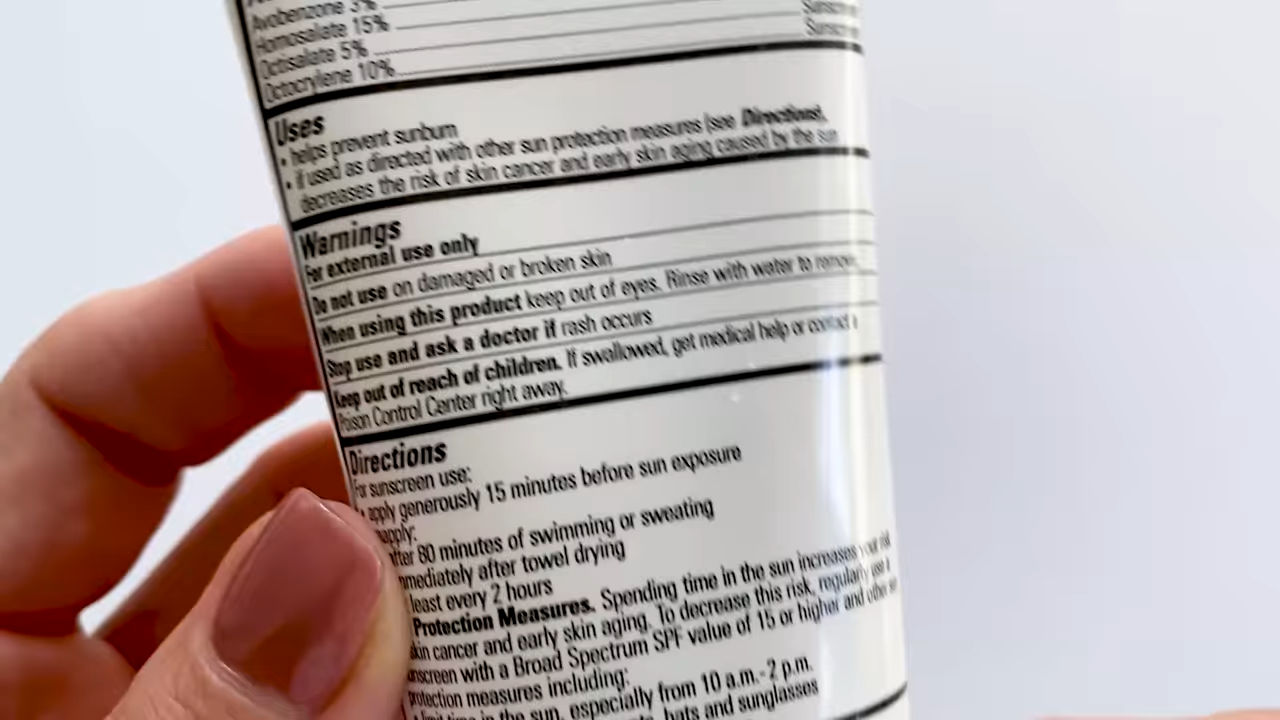 Avobenzone 3%
Homosalate 15%
Octisalate 5%
Octocrylene 10%
Uses
• helps prevent sunburn
• if used as directed with other sun protection measures (see Directions),
decreases the risk of skin cancer and early skin aging caused by the sun
Warnings
For external use only
Do not use on damaged or broken skin
When using this product keep out of eyes. Rinse with water to remove.
Stop use and ask a doctor if rash occurs
Keep out of reach of children. If swallowed, get medical help or contact a
Poison Control Center right away.
Directions
For sunscreen use:
• apply generously 15 minutes before sun exposure
apply:
after 80 minutes of swimming or sweating
mmediately after towel drying
least every 2 hours
Protection Measures. Spending time in the sun increases your risk
skin cancer and early skin aging. To decrease this risk, regularly use a
unscreen with a Broad Spectrum SPF value of 15 or higher and other sun
protection measures including:
limit time in the sun, especially from 10 a.m.-2 p.m.
hats and sunglasses